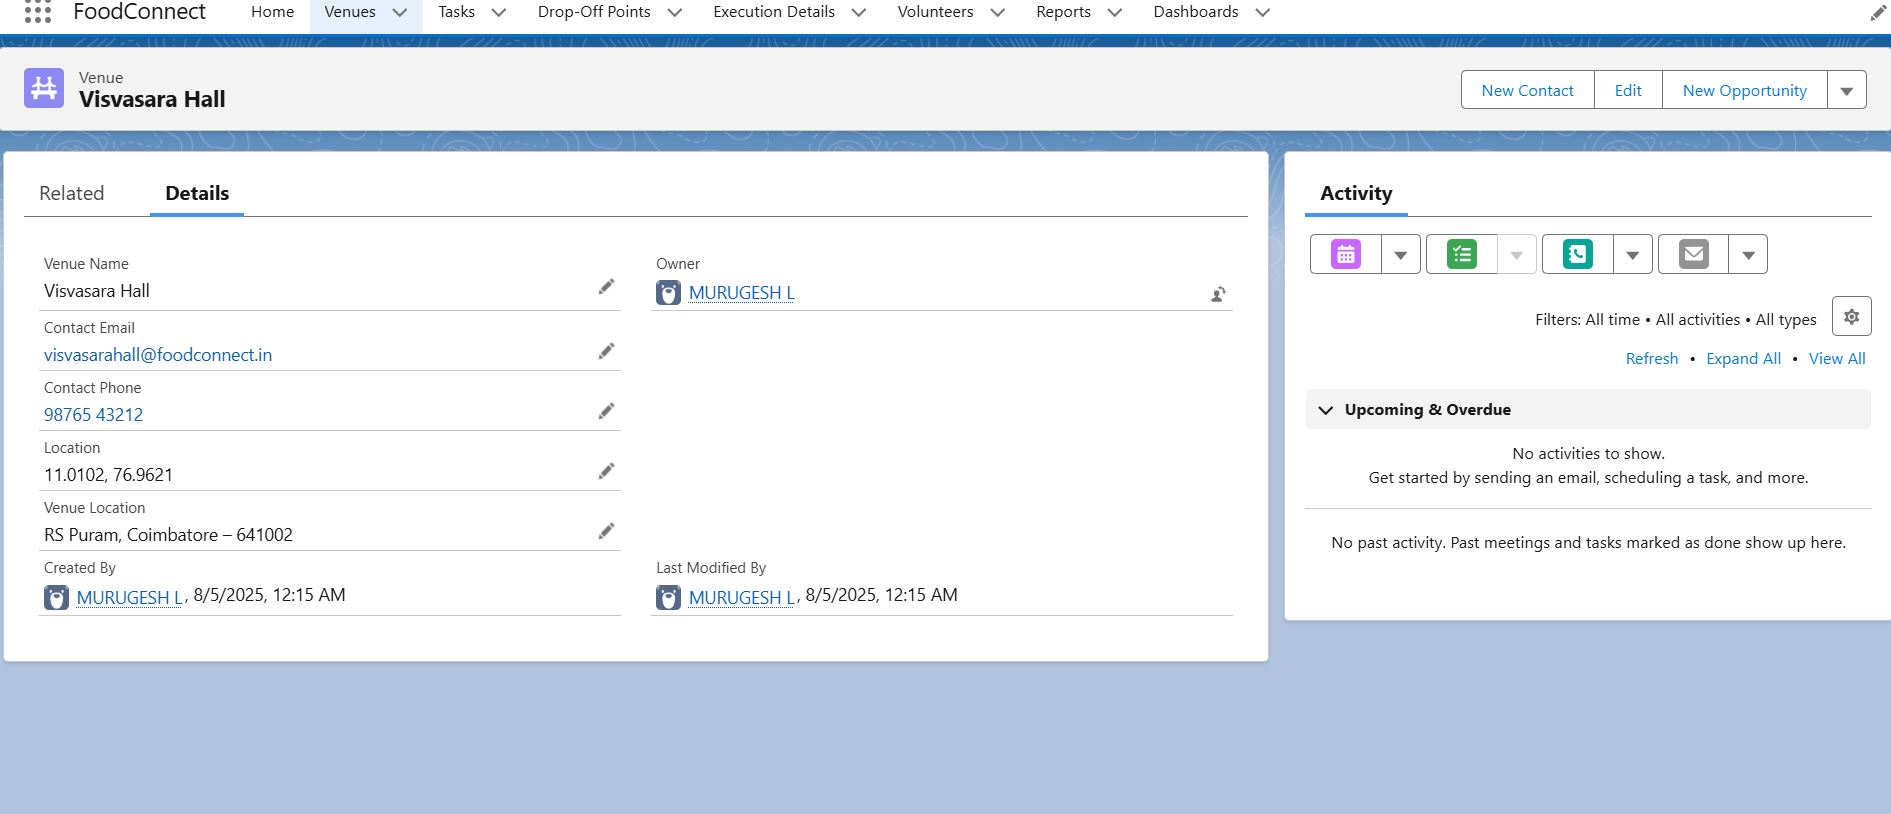 FoodConnect
Home
Venues
Tasks
Drop-Off Points
Execution Details
Volunteers
Reports
Dashboards
Venue
Visvasara Hall
New Contact
Edit
New Opportunity
Related
Details
Venue Name
Visvasara Hall
Owner
MURUGESH L
Contact Email
visvasarahall@foodconnect.in
Contact Phone
98765 43212
Location
11.0102, 76.9621
Venue Location
RS Puram, Coimbatore – 641002
Created By
MURUGESH L, 8/5/2025, 12:15 AM
Last Modified By
MURUGESH L, 8/5/2025, 12:15 AM
Activity
Filters: All time • All activities • All types
Refresh • Expand All • View All
Upcoming & Overdue
No activities to show.
Get started by sending an email, scheduling a task, and more.
No past activity. Past meetings and tasks marked as done show up here.